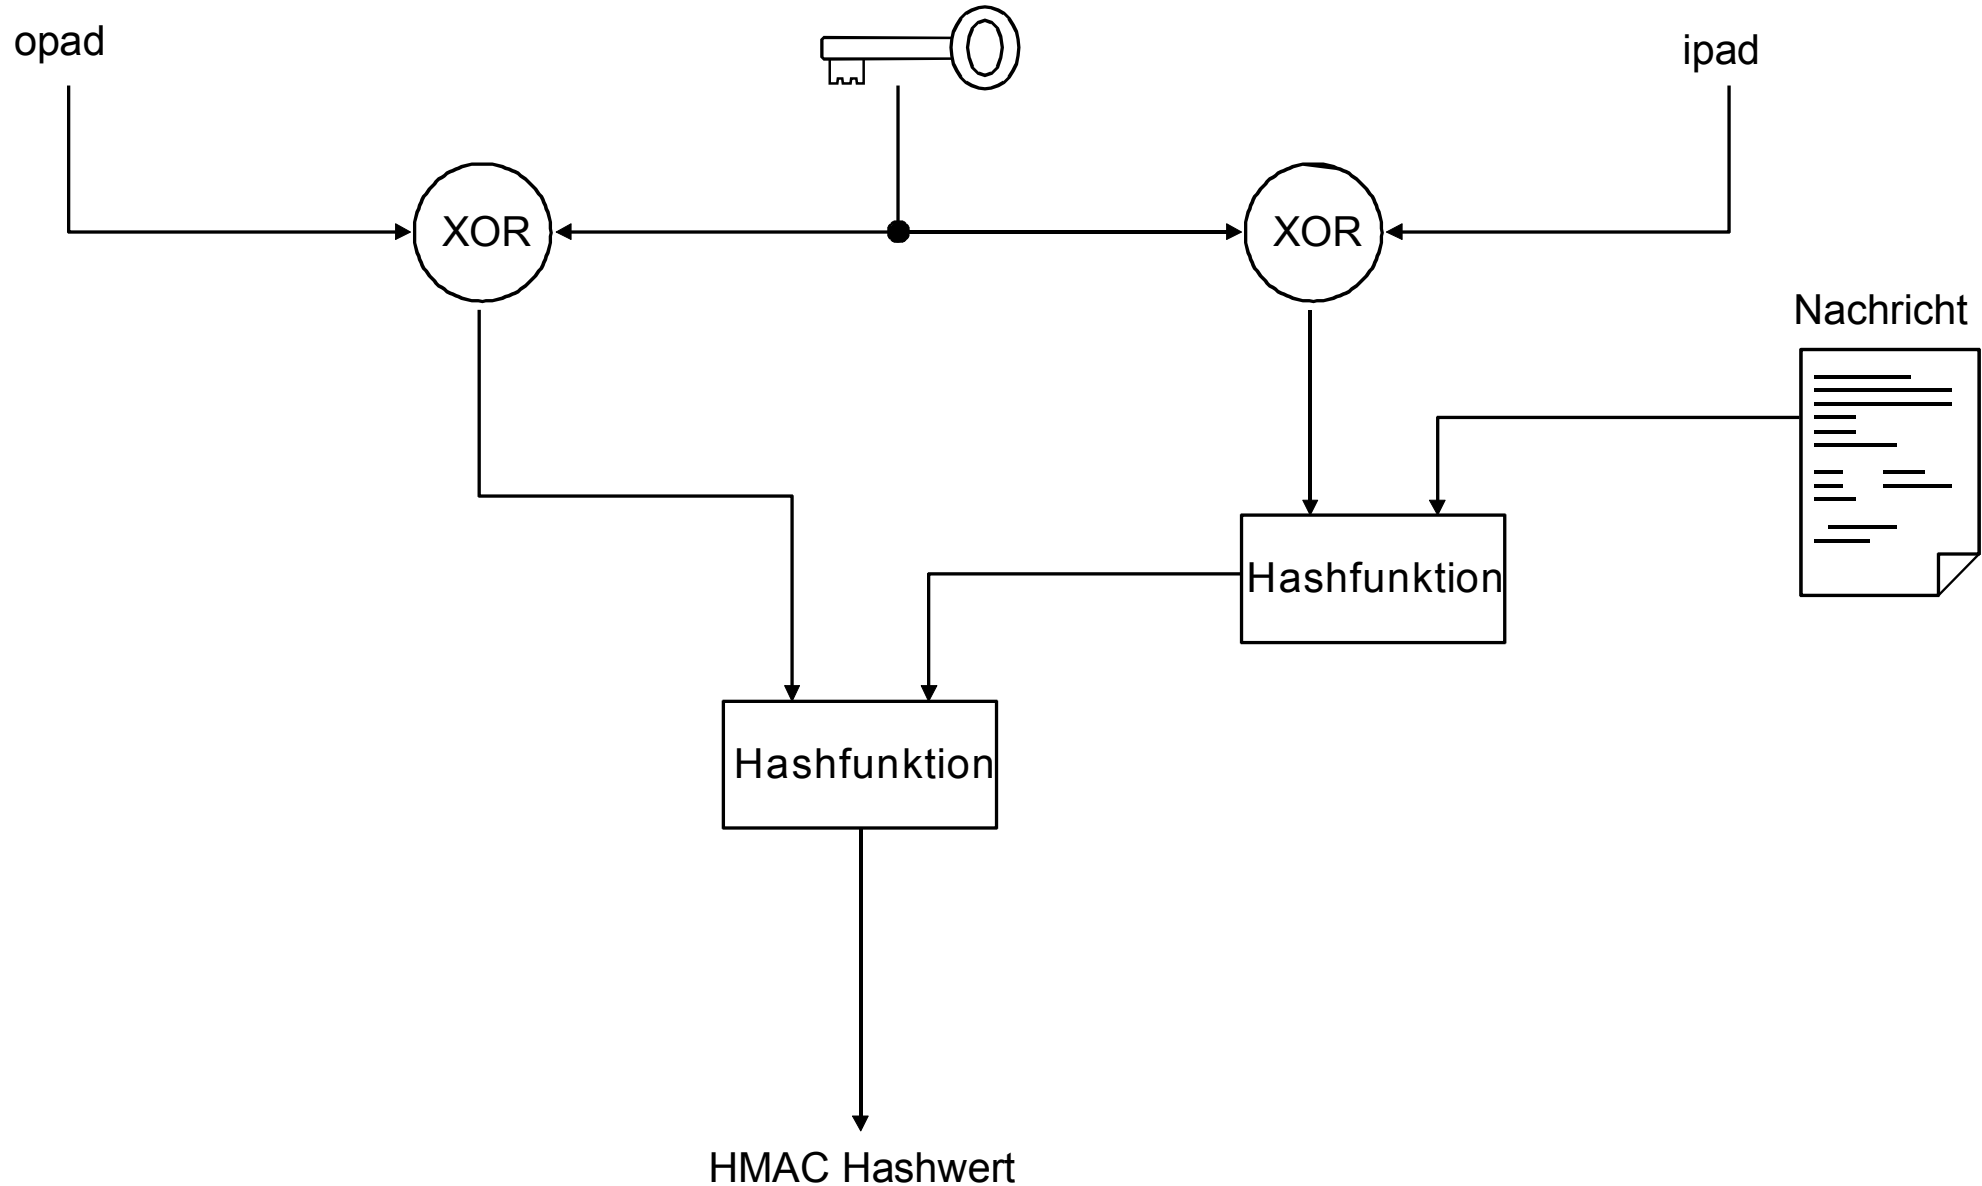 opad
ipad
XOR
XOR
Nachricht
Hashfunktion
Hashfunktion
HMAC Hashwert